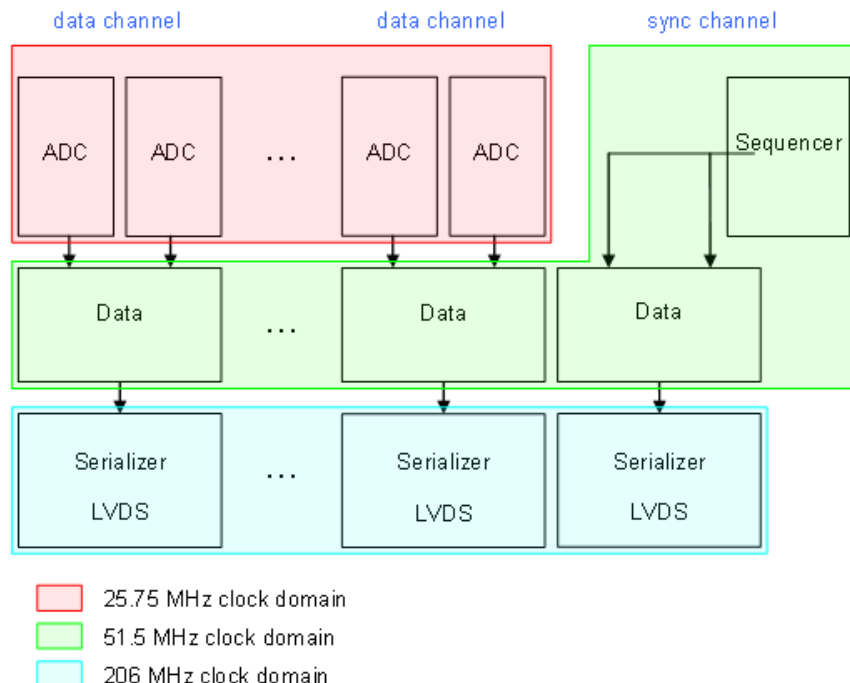 data channel data channel sync channel
ADC ADC ... ADC ADC Sequencer
Data ... Data Data
Serializer ... Serializer Serializer
LVDS LVDS LVDS
25.75 MHz clock domain
51.5 MHz clock domain
206 MHz clock domain